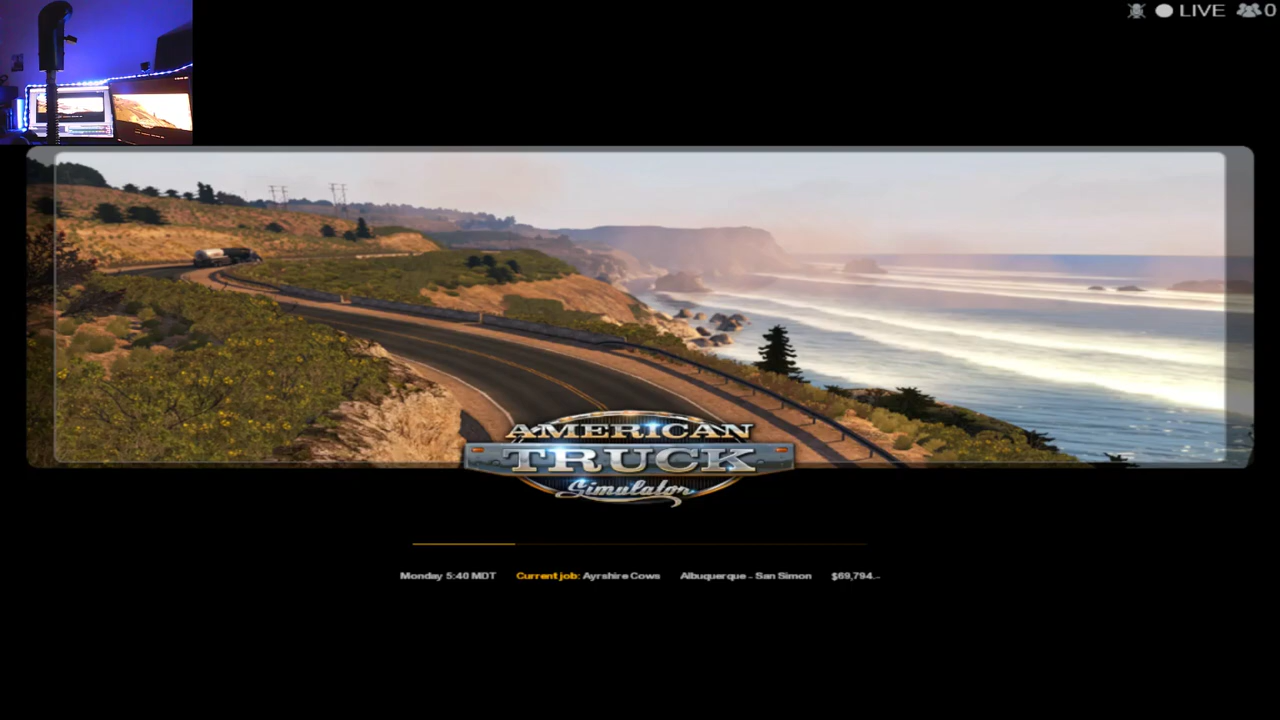 LIVE 0
AMERICAN
TRUCK
Simulator
Monday 5:40 MDT Current job: Ayrshire Cows Albuquerque - San Simon $69,794.-